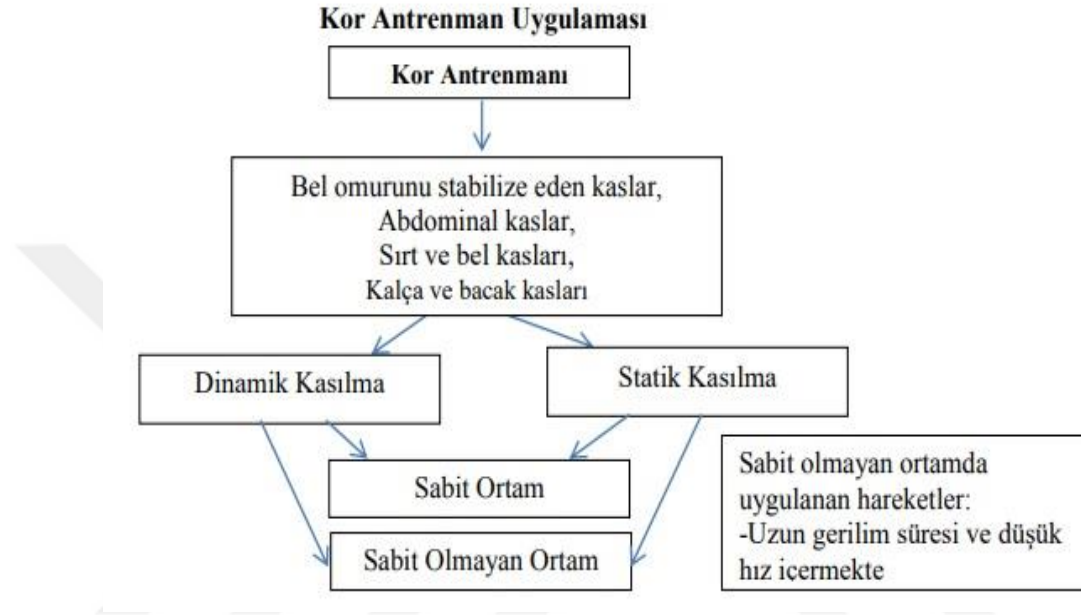 Kor Antrenman Uygulaması
Kor Antrenmanı
Bel omurunu stabilize eden kaslar,
Abdominal kaslar,
Sırt ve bel kasları,
Kalça ve bacak kasları
Dinamik Kasılma
Statik Kasılma
Sabit Ortam
Sabit Olmayan Ortam
Sabit olmayan ortamda
uygulanan hareketler:
-Uzun gerilim süresi ve düşük
hız içermekte